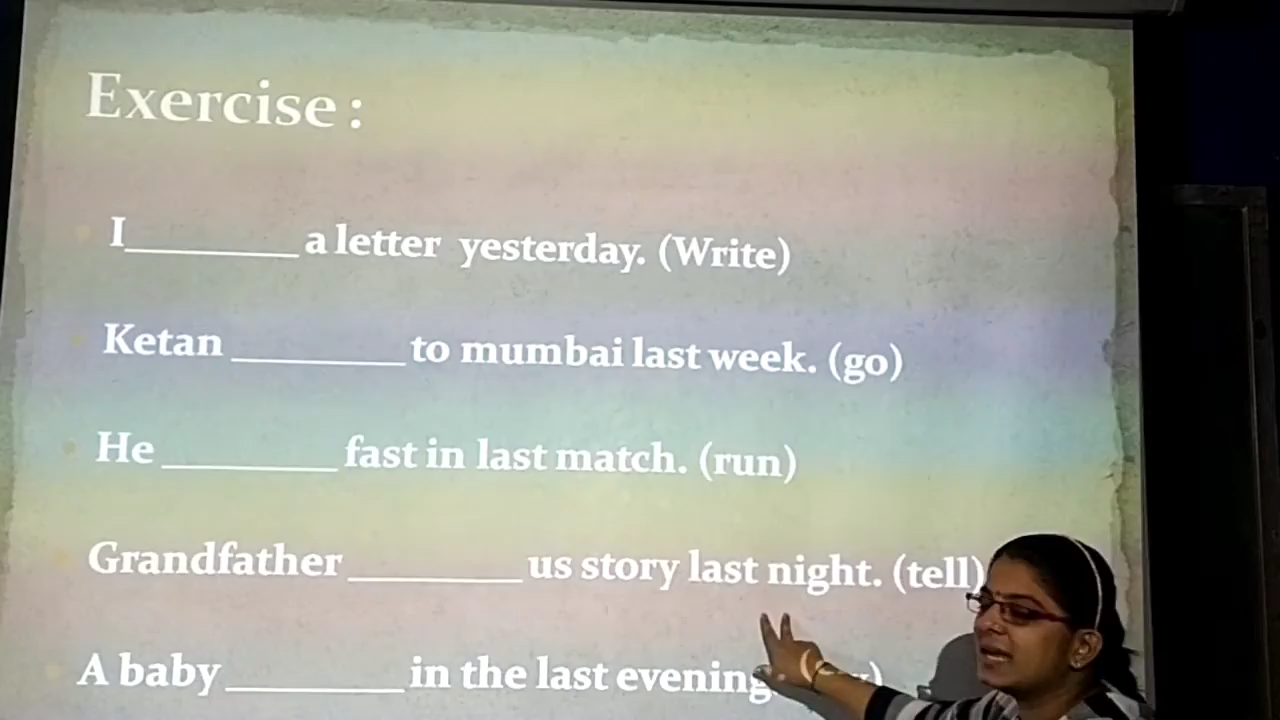 Exercise :
I________ a letter yesterday. (Write)
Ketan ________ to mumbai last week. (go)
He ________ fast in last match. (run)
Grandfather ________ us story last night. (tell)
A baby ________ in the last evening.